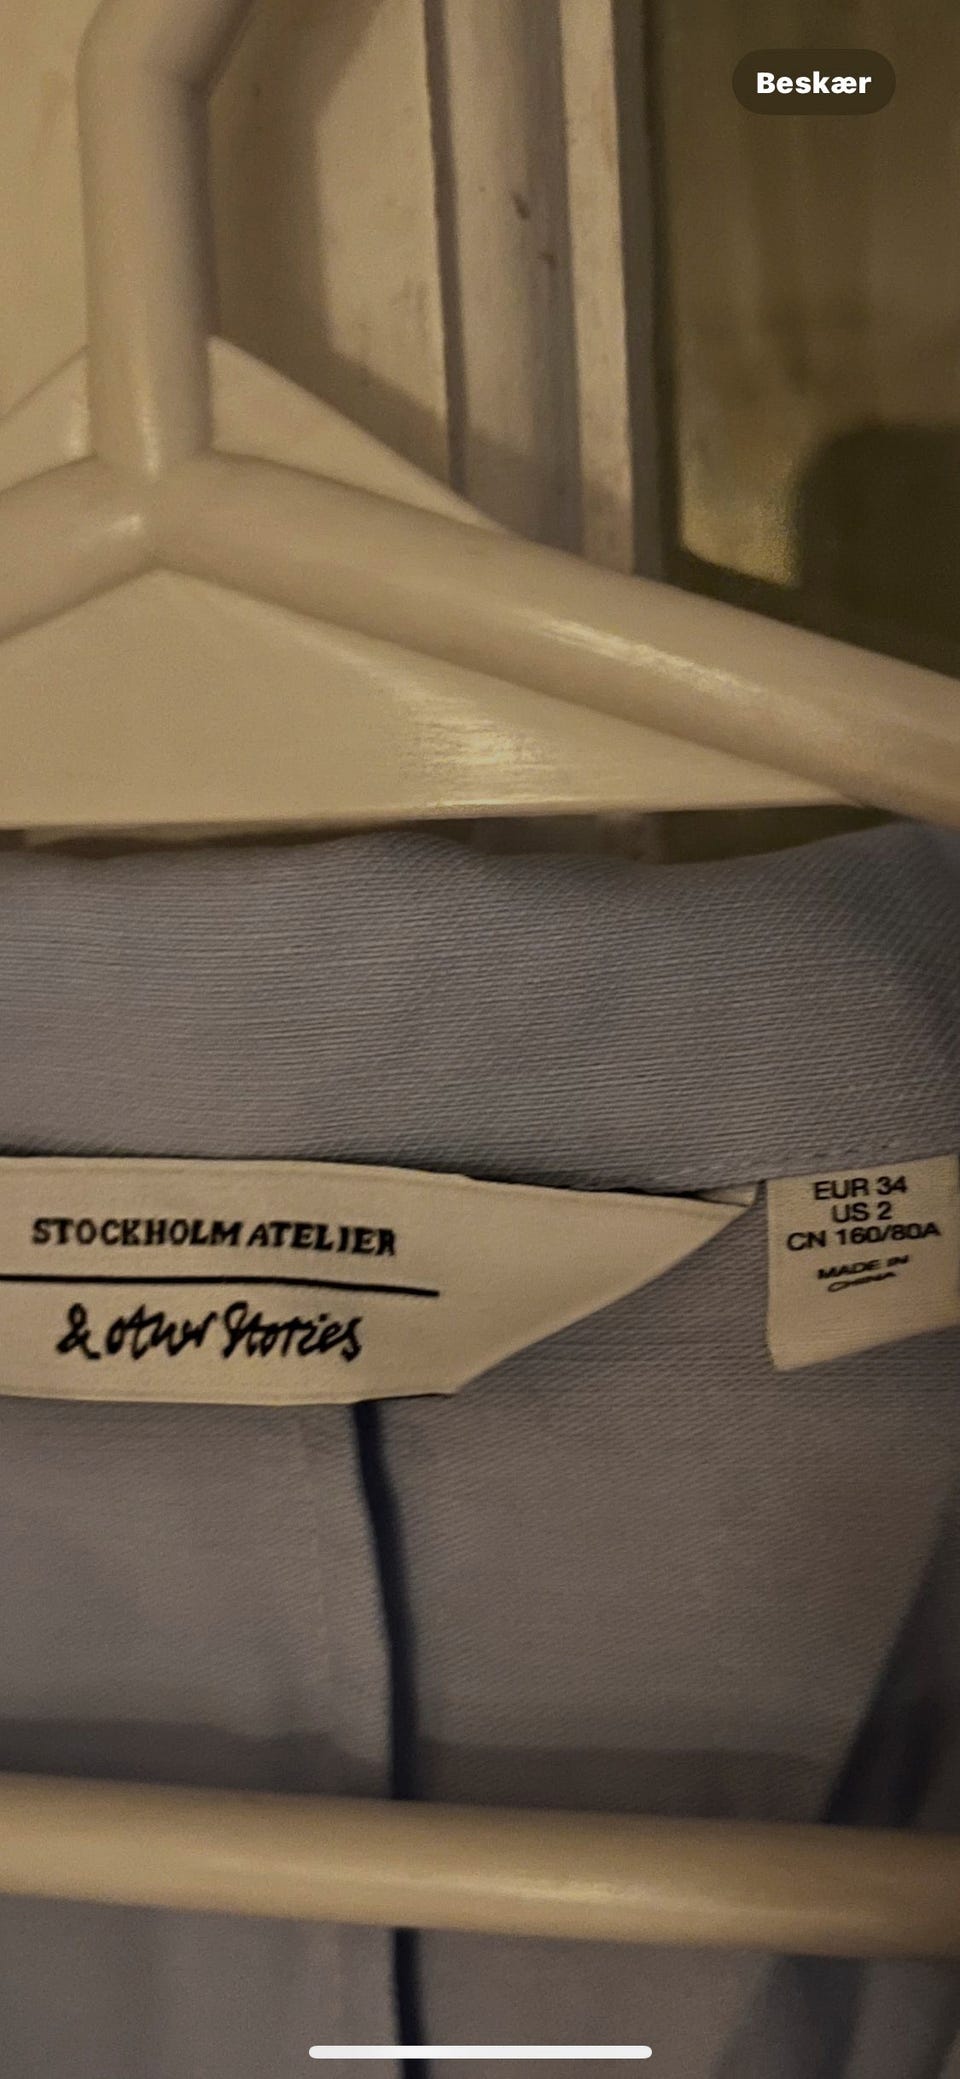 Beskær
STOCKHOLM ATELIER
& other Stories
EUR 34
US 2
CN 160/80A
MADE IN
CHINA